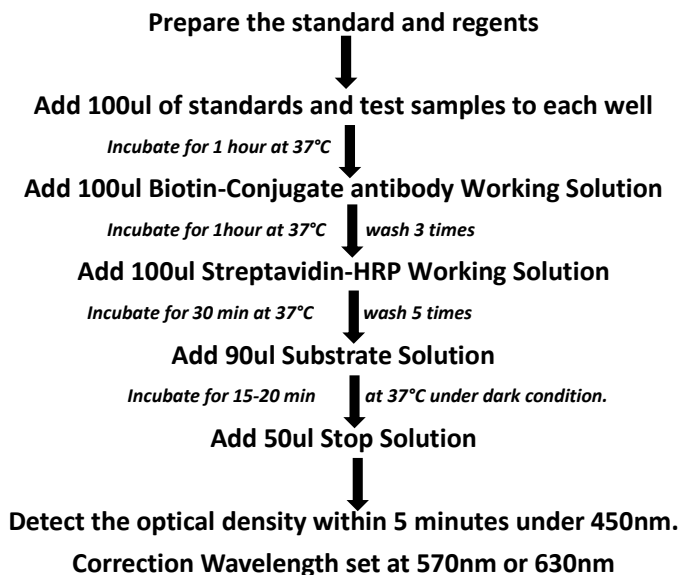 Prepare the standard and regents
Add 100ul of standards and test samples to each well
Incubate for 1 hour at 37°C
Add 100ul Biotin-Conjugate antibody Working Solution
Incubate for 1hour at 37°C wash 3 times
Add 100ul Streptavidin-HRP Working Solution
Incubate for 30 min at 37°C wash 5 times
Add 90ul Substrate Solution
Incubate for 15-20 min at 37°C under dark condition.
Add 50ul Stop Solution
Detect the optical density within 5 minutes under 450nm.
Correction Wavelength set at 570nm or 630nm